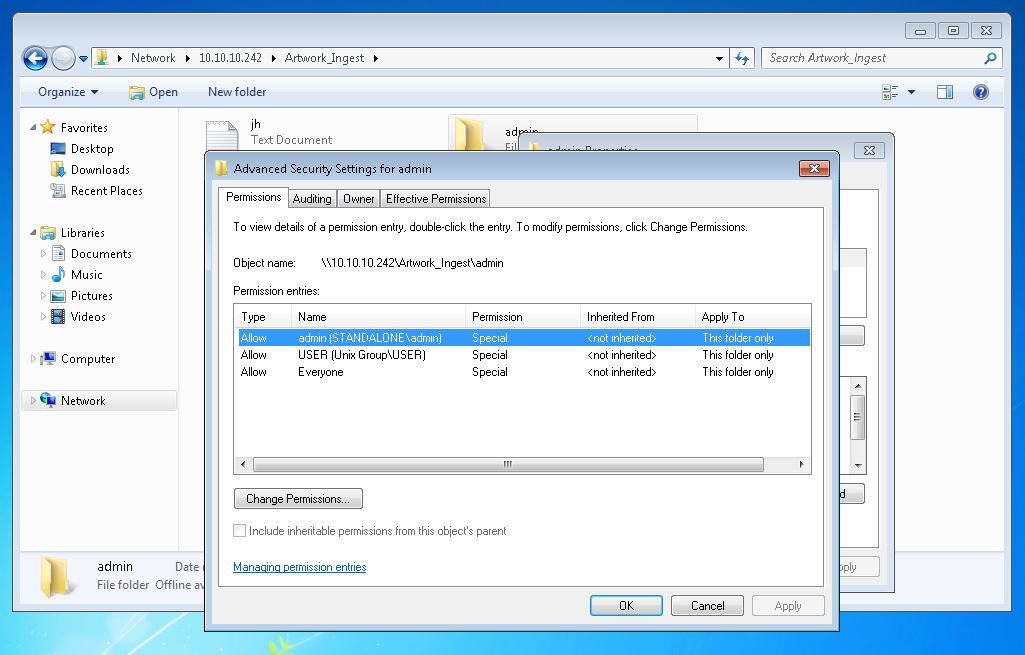 Network 10.10.10.242 Artwork_Ingest
Search Artwork_Ingest
Organize Open New folder
Favorites
Desktop
Downloads
Recent Places
Libraries
Documents
Music
Pictures
Videos
Computer
Network
jh
Text Document
admin
admin Properties
Advanced Security Settings for admin
Permissions Auditing Owner Effective Permissions
To view details of a permission entry, double-click the entry. To modify permissions, click Change Permissions.
Object name: \\10.10.10.242\Artwork_Ingest\admin
Permission entries:
Type Name Permission Inherited From Apply To
Allow admin (STANDALONE\admin) Special <not inherited> This folder only
Allow USER (Unix Group\USER) Special <not inherited> This folder only
Allow Everyone Special <not inherited> This folder only
Change Permissions...
Include inheritable permissions from this object's parent
Managing permission entries
OK Cancel Apply
admin Date
File folder Offline